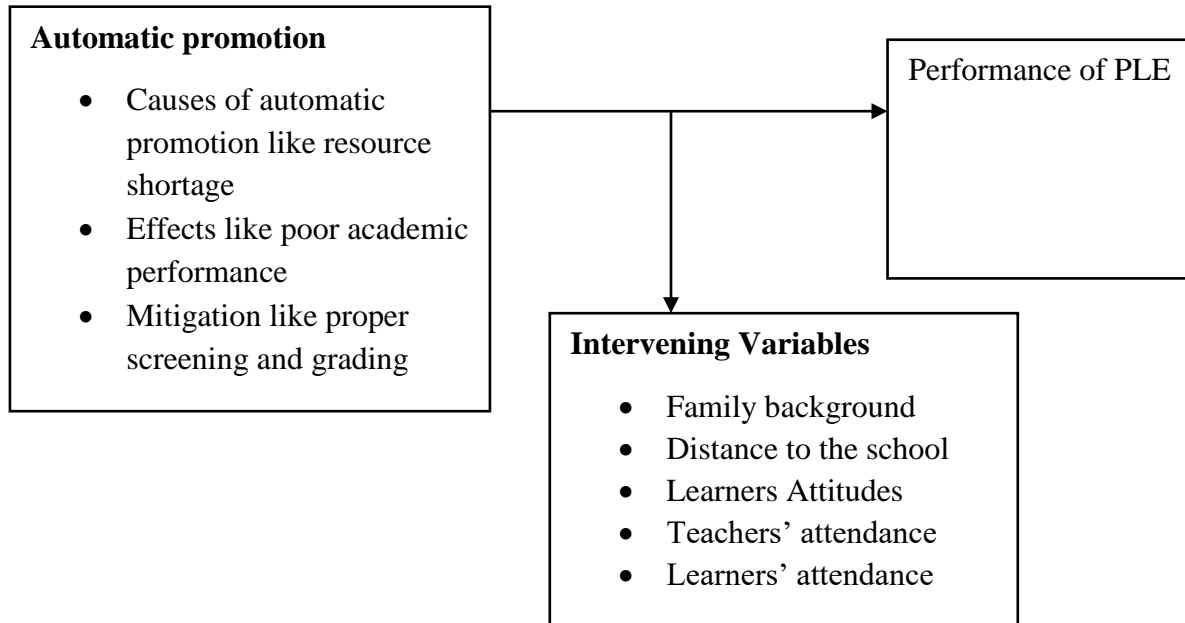 Automatic promotion
• Causes of automatic
promotion like resource
shortage
• Effects like poor academic
performance
• Mitigation like proper
screening and grading
Performance of PLE
Intervening Variables
• Family background
• Distance to the school
• Learners Attitudes
• Teachers’ attendance
• Learners’ attendance